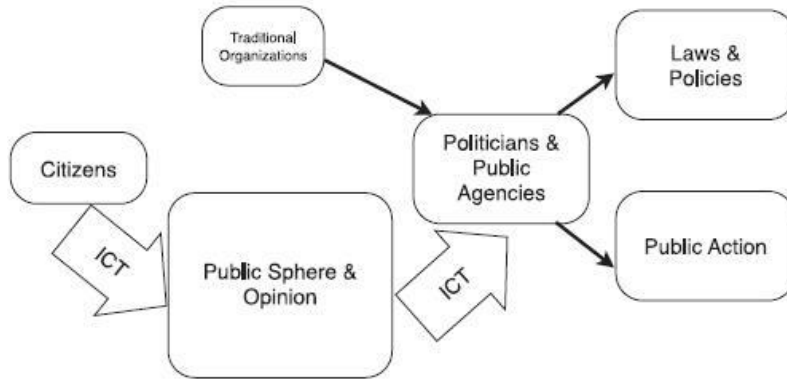 Traditional
Organizations
Laws &
Policies
Politicians &
Public
Agencies
Citizens
ICT
Public Sphere &
Opinion
ICT
Public Action